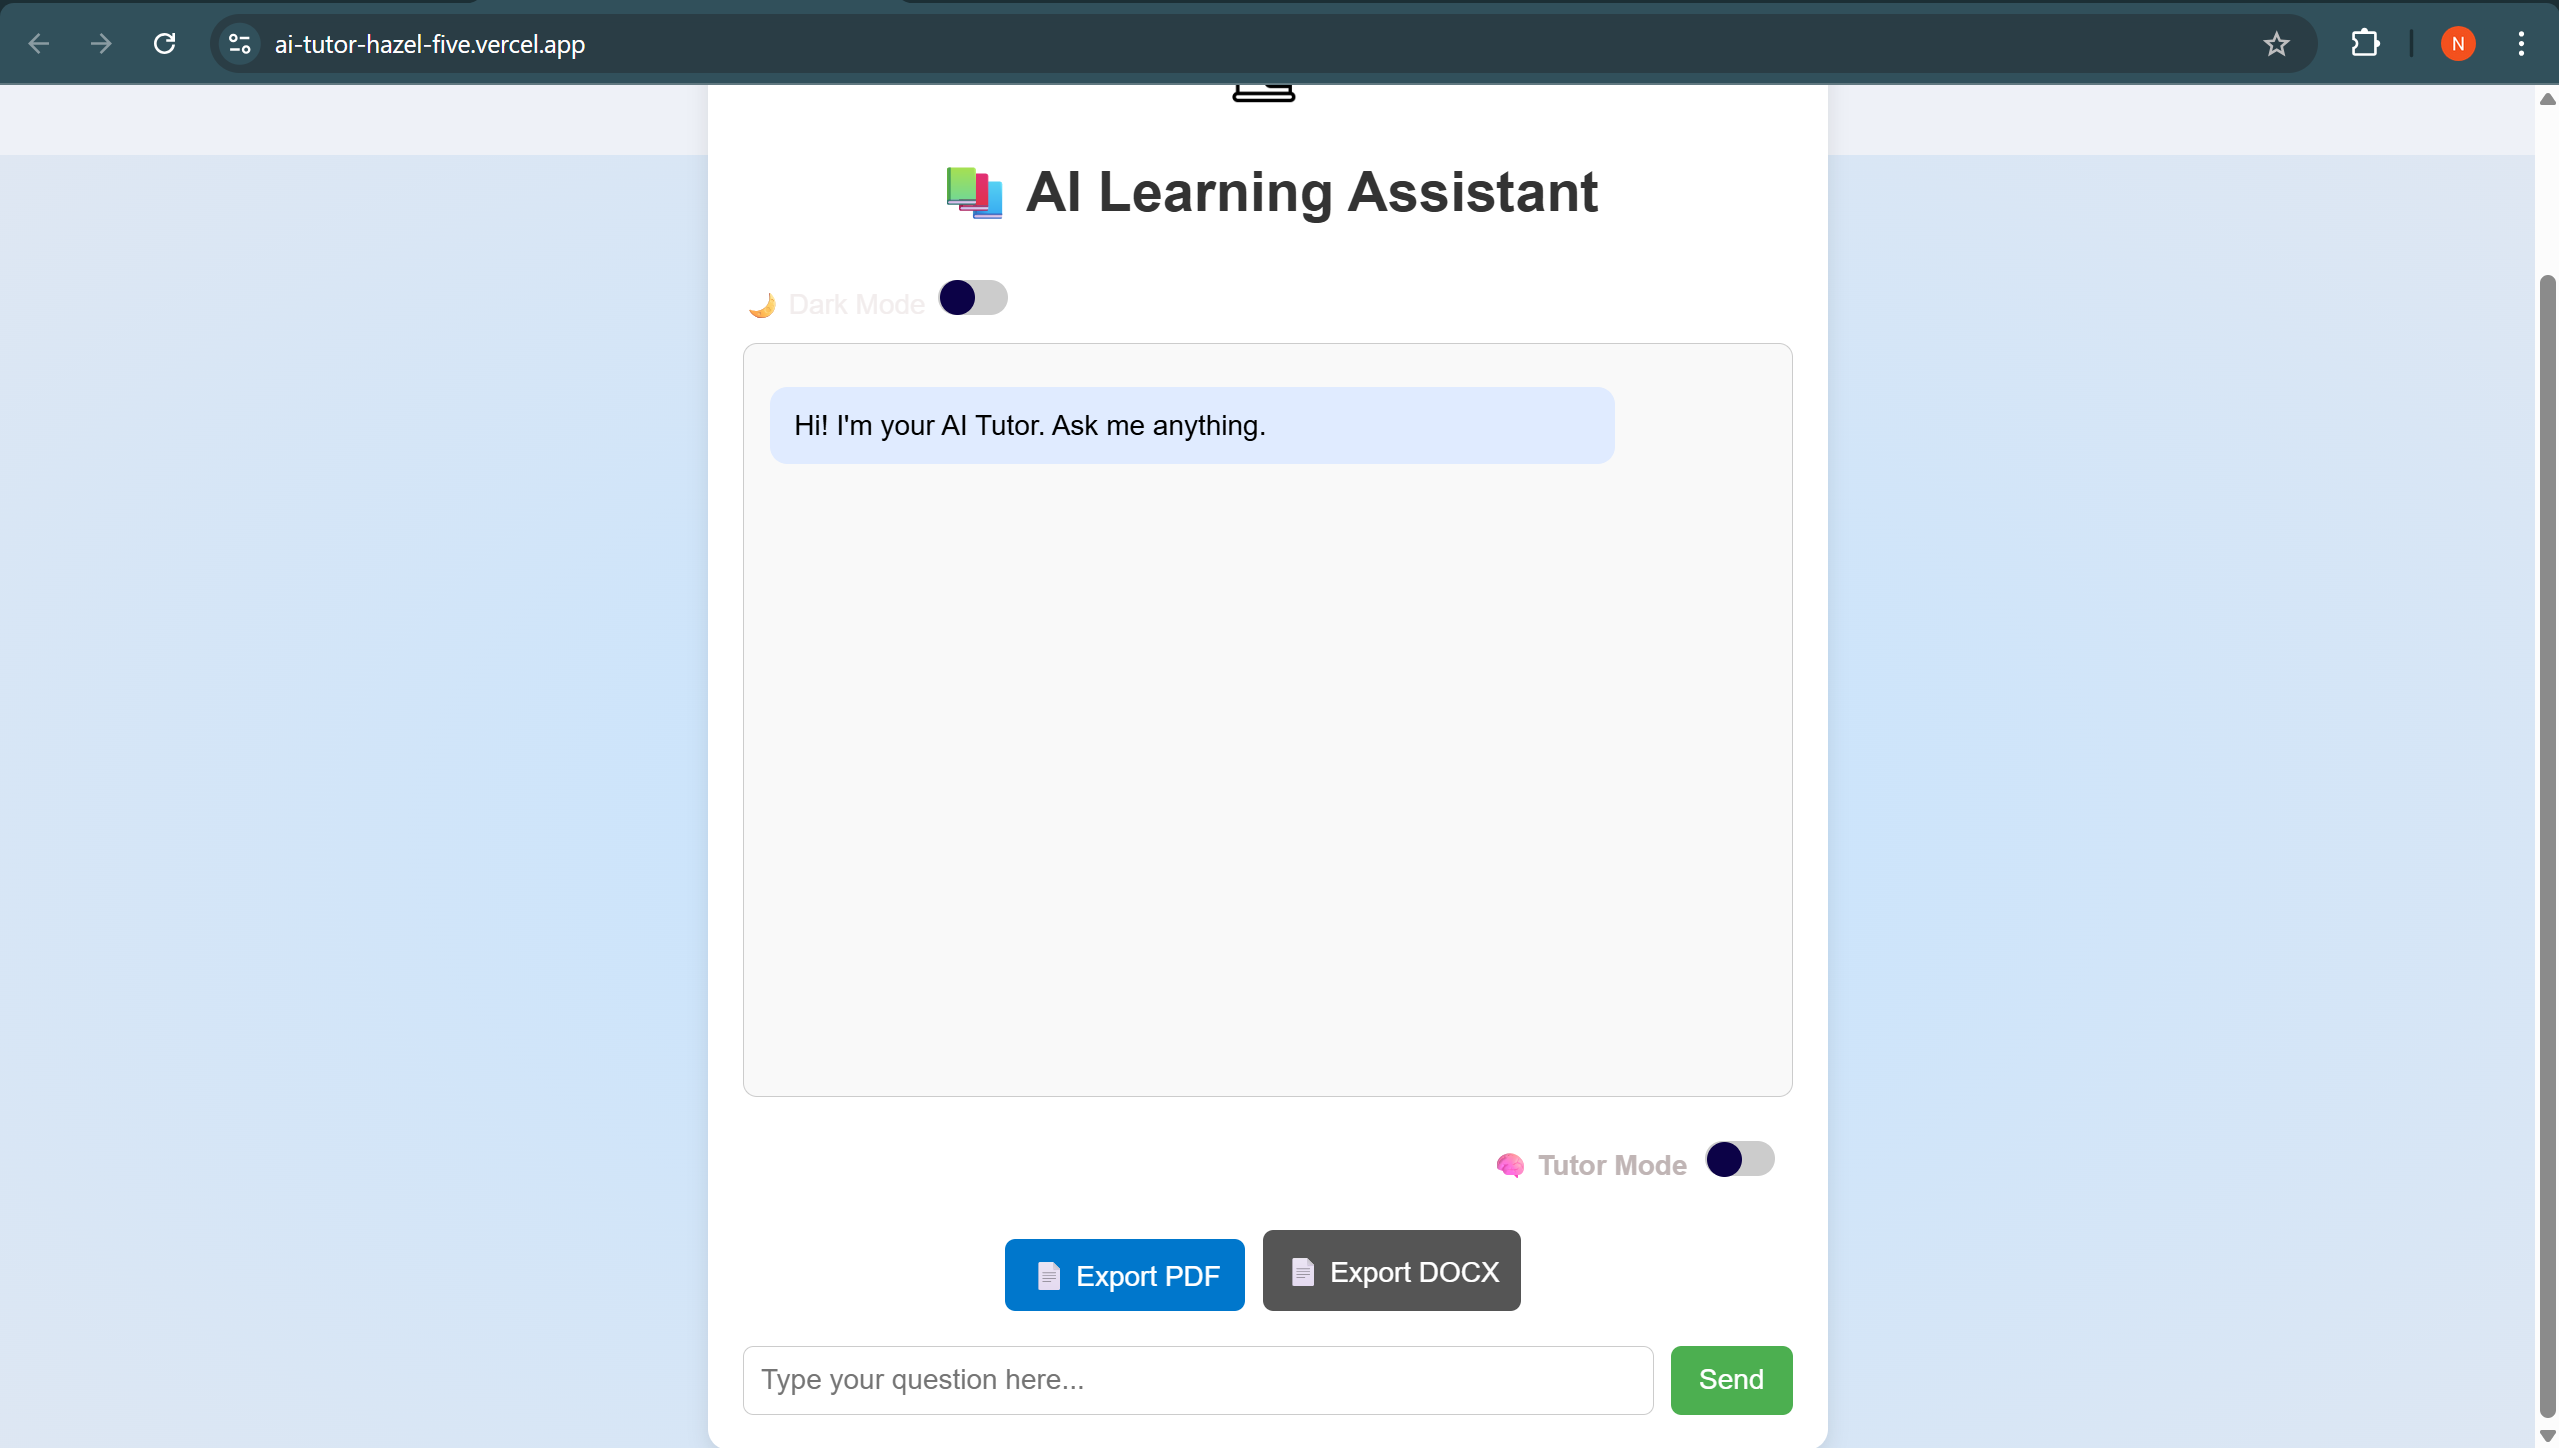 ai-tutor-hazel-five.vercel.app
N
📚 AI Learning Assistant
🌙 Dark Mode
Hi! I'm your AI Tutor. Ask me anything.
🧠 Tutor Mode
📄 Export PDF
📄 Export DOCX
Type your question here...
Send